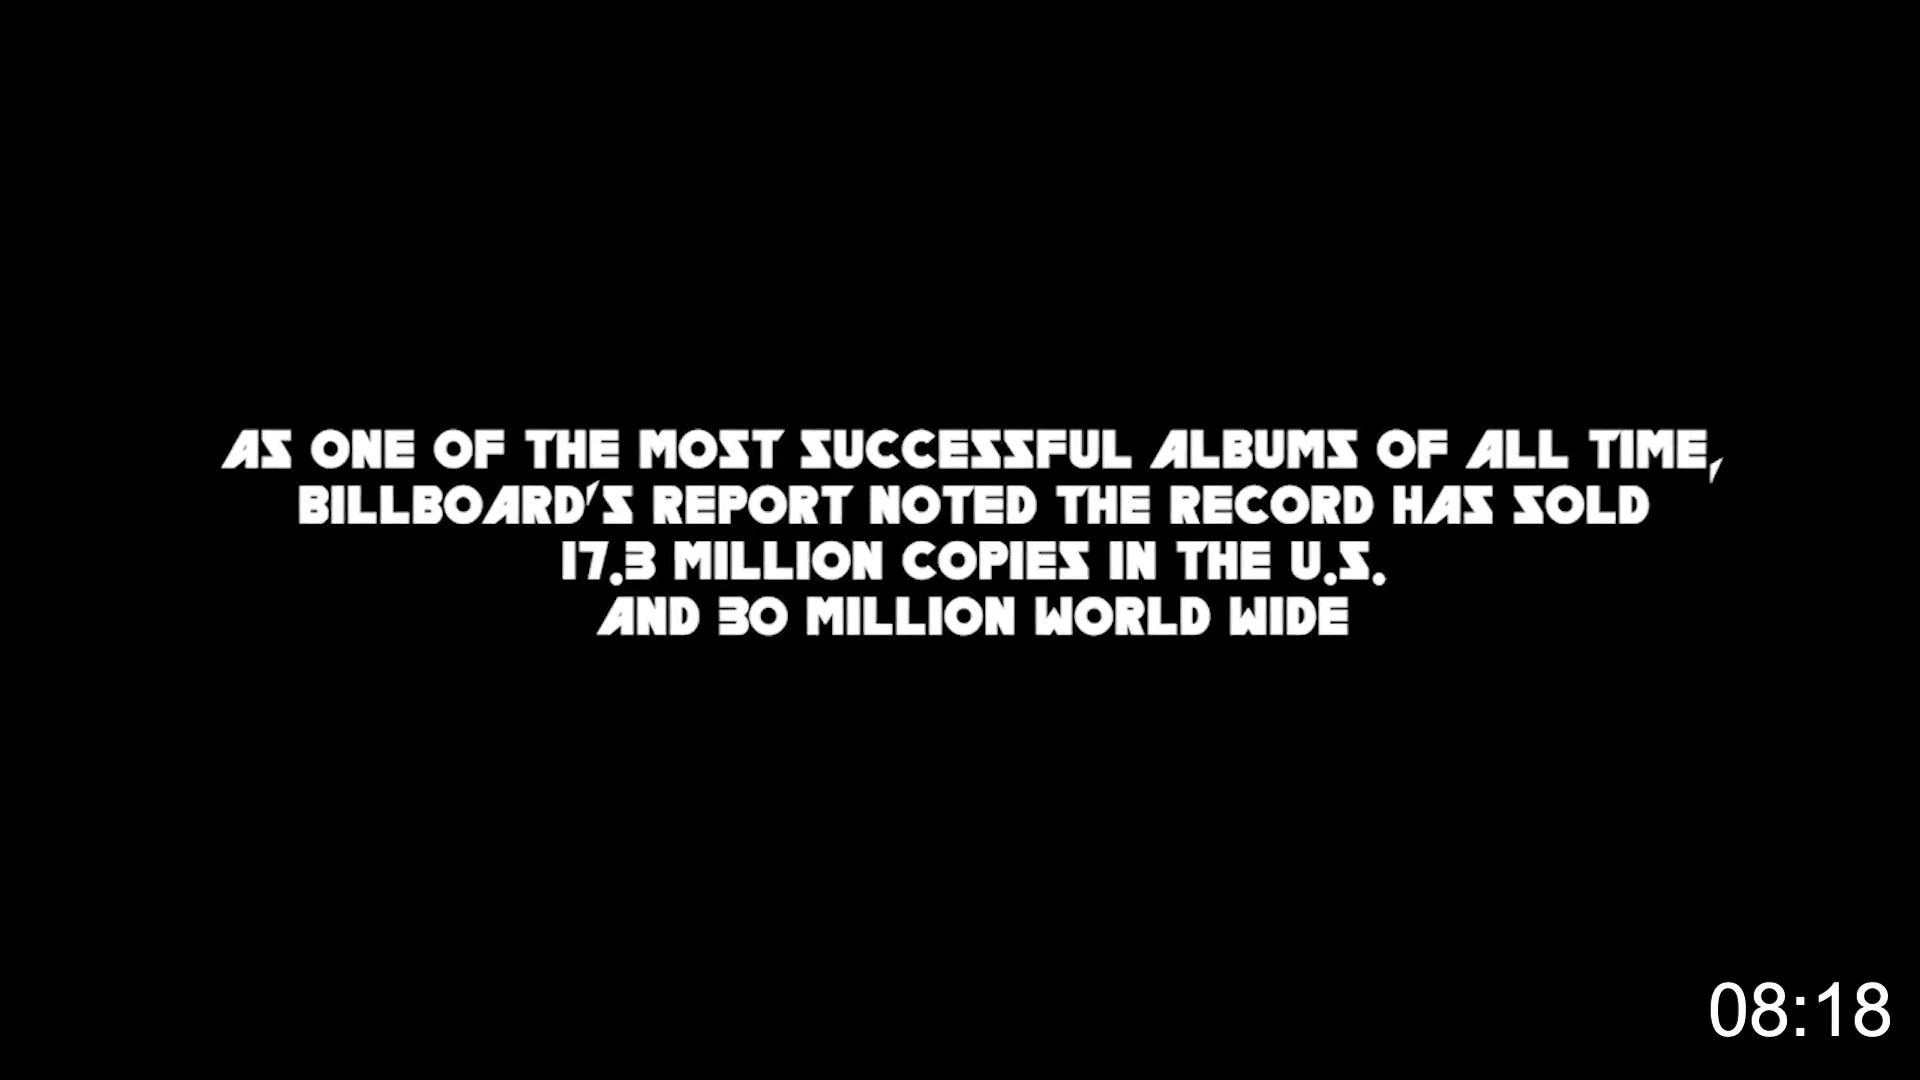 AS ONE OF THE MOST SUCCESSFUL ALBUMS OF ALL TIME,
BILLBOARD'S REPORT NOTED THE RECORD HAS SOLD
17.3 MILLION COPIES IN THE U.S.
AND 30 MILLION WORLD WIDE
08:18